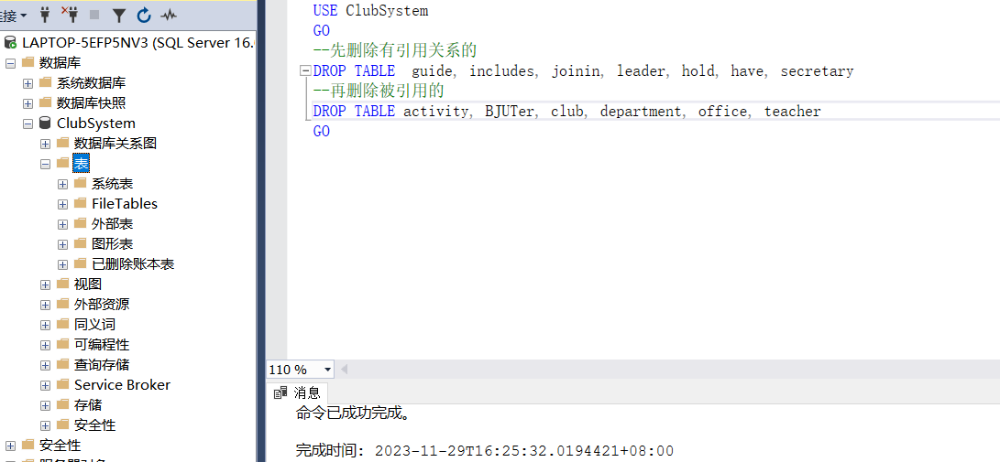 连接
LAPTOP-5EFP5NV3 (SQL Server 16.
数据库
系统数据库
数据库快照
ClubSystem
数据库关系图
表
系统表
FileTables
外部表
图形表
已删除账本表
视图
外部资源
同义词
可编程性
查询存储
Service Broker
存储
安全性
安全性
服务器对象
USE ClubSystem
GO
--先删除有引用关系的
DROP TABLE  guide, includes, joinin, leader, hold, have, secretary
--再删除被引用的
DROP TABLE activity, BJUTer, club, department, office, teacher
GO
110 %
消息
命令已成功完成。
完成时间: 2023-11-29T16:25:32.0194421+08:00